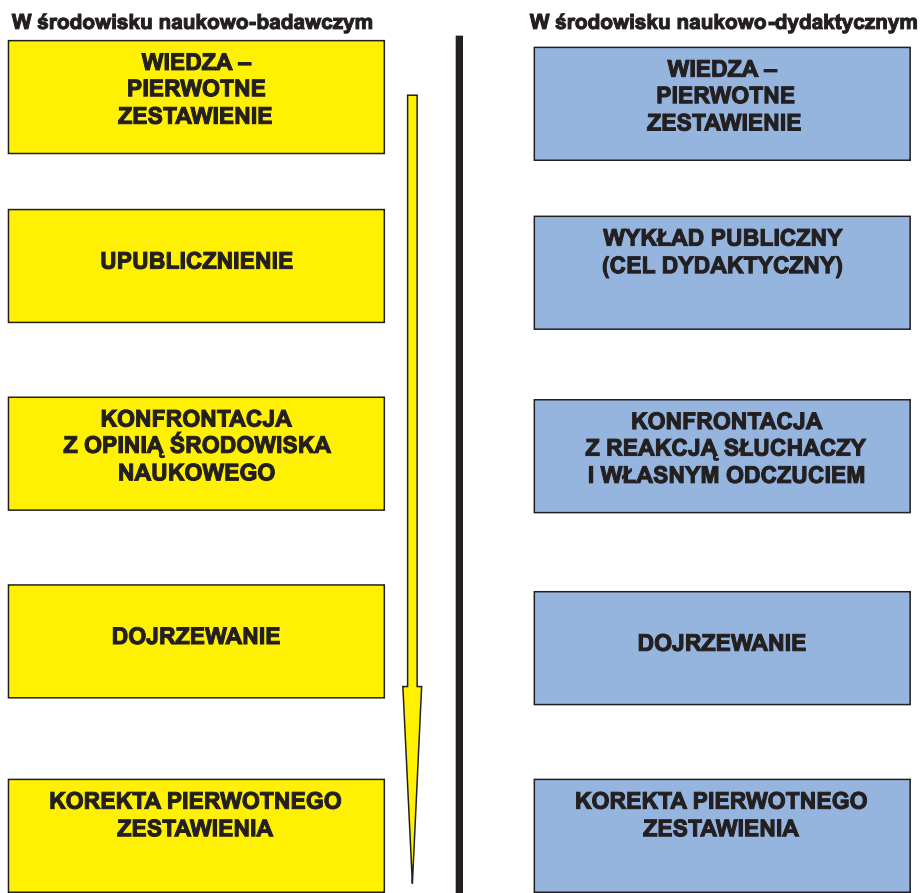 W środowisku naukowo-badawczym
WIEDZA –
PIERWOTNE
ZESTAWIENIE
UPUBLICZNIENIE
KONFRONTACJA
Z OPINIĄ ŚRODOWISKA
NAUKOWEGO
DOJRZEWANIE
KOREKTA PIERWOTNEGO
ZESTAWIENIA
W środowisku naukowo-dydaktycznym
WIEDZA –
PIERWOTNE
ZESTAWIENIE
WYKŁAD PUBLICZNY
(CEL DYDAKTYCZNY)
KONFRONTACJA
Z REAKCJĄ SŁUCHACZY
I WŁASNYM ODCZUCIEM
DOJRZEWANIE
KOREKTA PIERWOTNEGO
ZESTAWIENIA